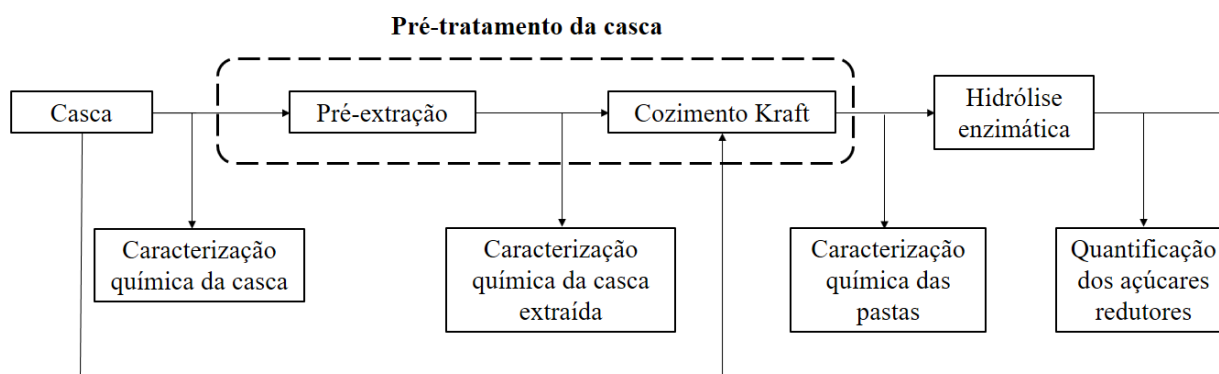 Pré-tratamento da casca
Casca
Pré-extração
Cozimento Kraft
Hidrólise
enzimática
Caracterização
química da casca
Caracterização
química da casca
extraída
Caracterização
química das
pastas
Quantificação
dos açúcares
redutores